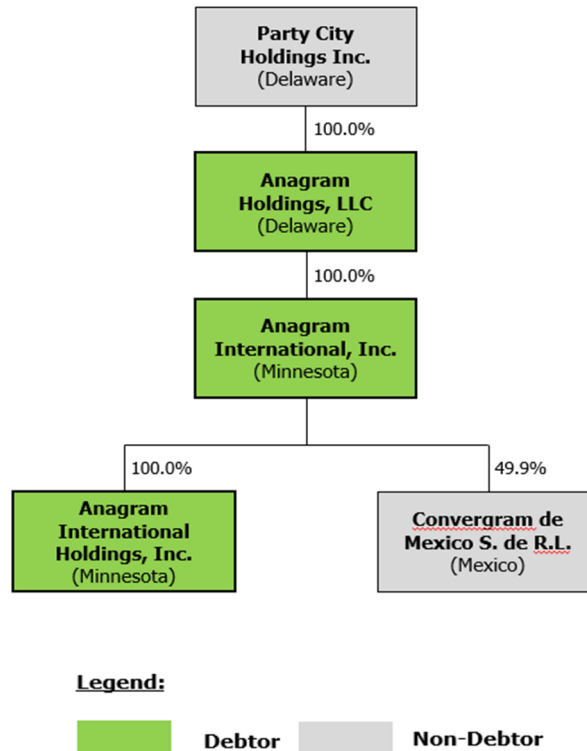 Party City
Holdings Inc.
(Delaware)
100.0%
Anagram
Holdings, LLC
(Delaware)
100.0%
Anagram
International, Inc.
(Minnesota)
100.0%
49.9%
Anagram
International
Holdings, Inc.
(Minnesota)
Convergram de
Mexico S. de R.L.
(Mexico)
Legend:
Debtor
Non-Debtor